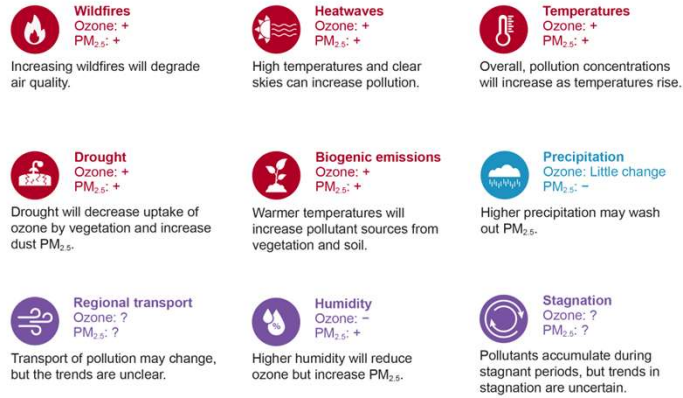 Wildfires
Ozone: +
PM2.5: +
Increasing wildfires will degrade
air quality.
Heatwaves
Ozone: +
PM2.5: +
High temperatures and clear
skies can increase pollution.
Temperatures
Ozone: +
PM2.5: +
Overall, pollution concentrations
will increase as temperatures rise.
Drought
Ozone: +
PM2.5: +
Drought will decrease uptake of
ozone by vegetation and increase
dust PM2.5.
Biogenic emissions
Ozone: +
PM2.5: +
Warmer temperatures will
increase pollutant sources from
vegetation and soil.
Precipitation
Ozone: Little change
PM2.5: −
Higher precipitation may wash
out PM2.5.
Regional transport
Ozone: ?
PM2.5: ?
Transport of pollution may change,
but the trends are unclear.
%
Humidity
Ozone: −
PM2.5: +
Higher humidity will reduce
ozone but increase PM2.5.
Stagnation
Ozone: ?
PM2.5: ?
Pollutants accumulate during
stagnant periods, but trends in
stagnation are uncertain.